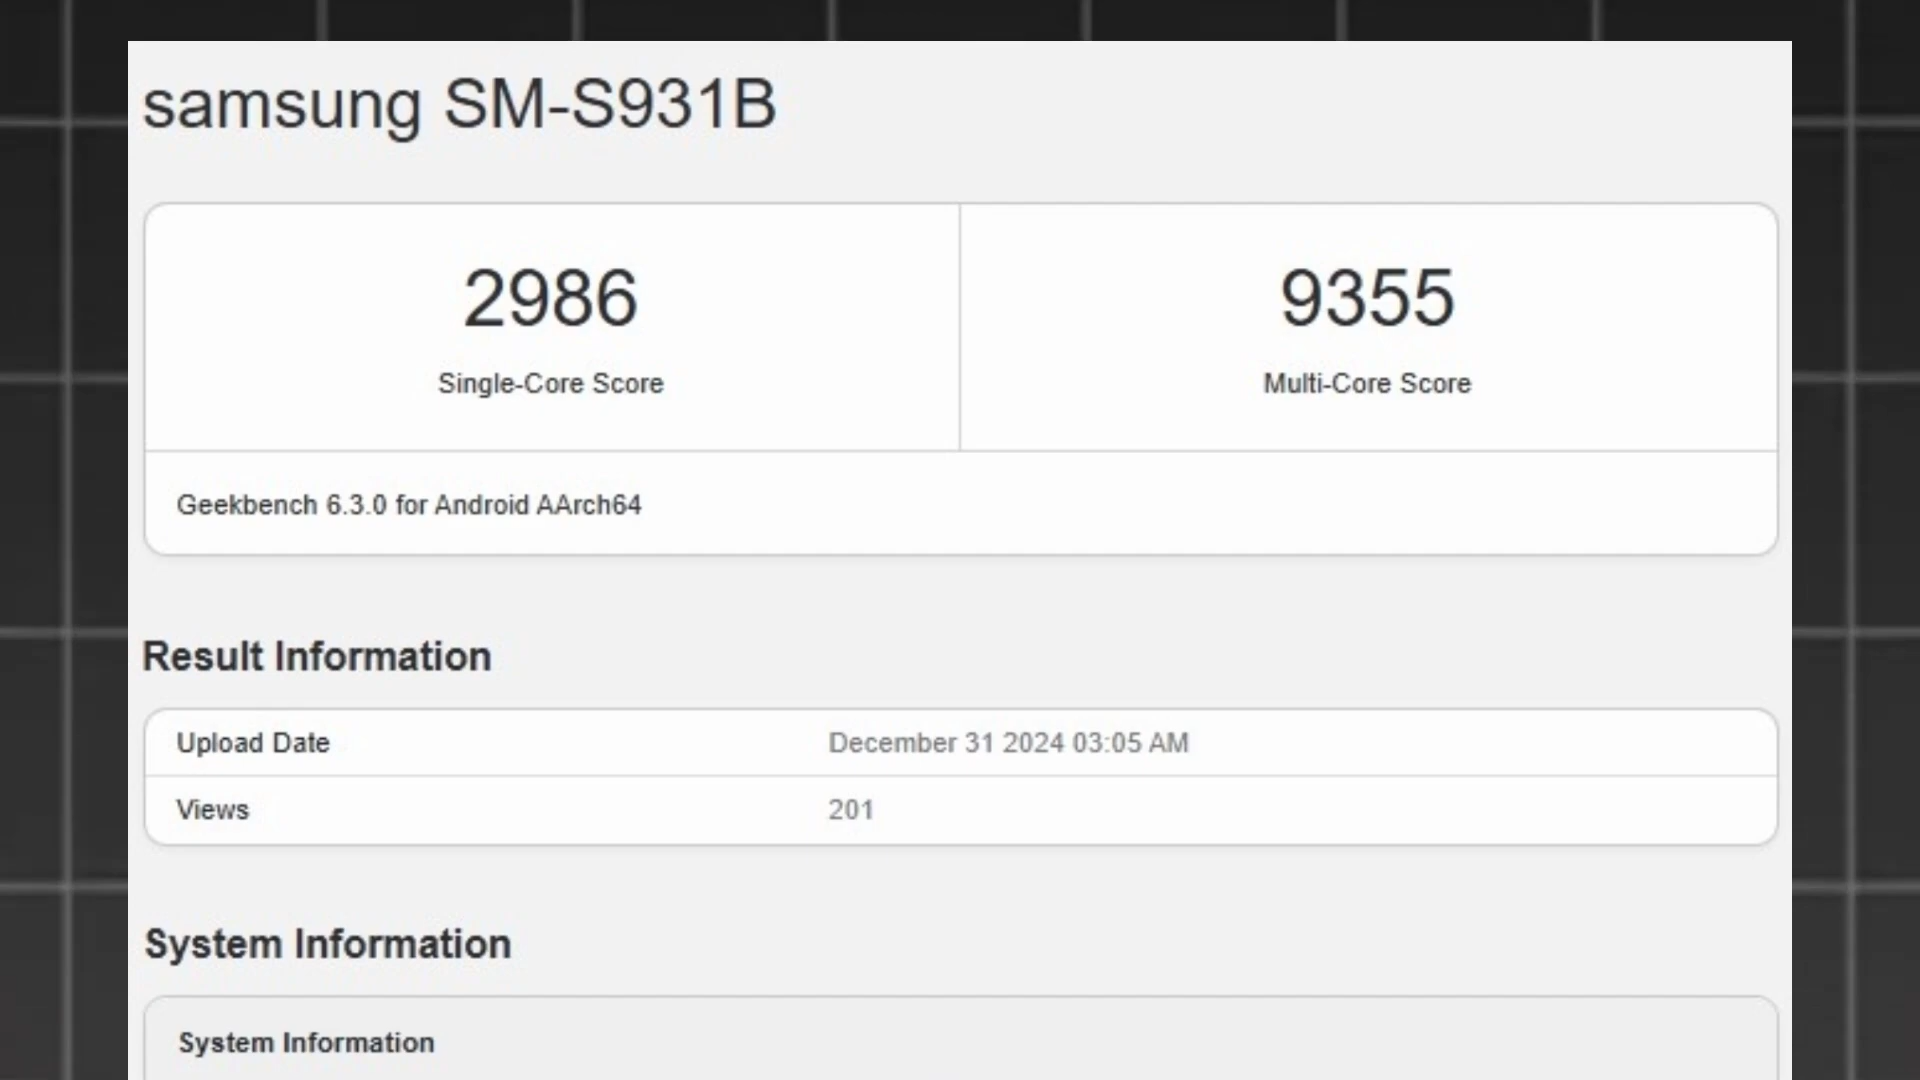 samsung SM-S931B
2986
9355
Single-Core Score
Multi-Core Score
Geekbench 6.3.0 for Android AArch64
Result Information
Upload Date December 31 2024 03:05 AM
Views 201
System Information
System Information